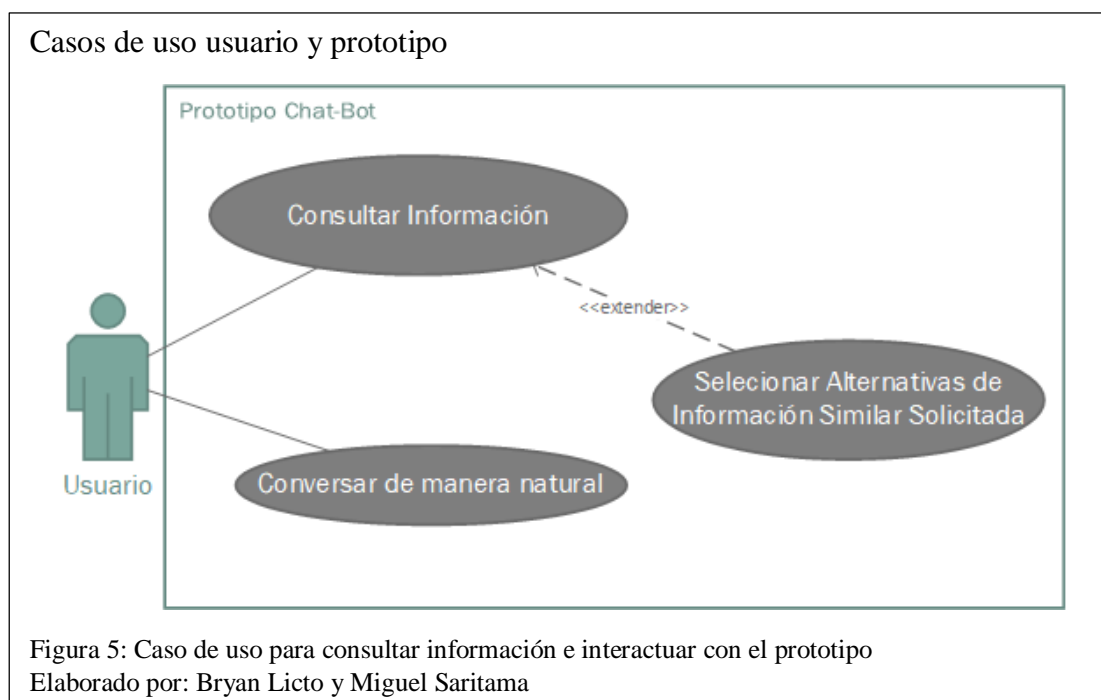 Casos de uso usuario y prototipo
Prototipo Chat-Bot
Consultar Información
<<extender>>
Selecionar Alternativas de
Información Similar Solicitada
Usuario
Conversar de manera natural
Figura 5: Caso de uso para consultar información e interactuar con el prototipo
Elaborado por: Bryan Licto y Miguel Saritama